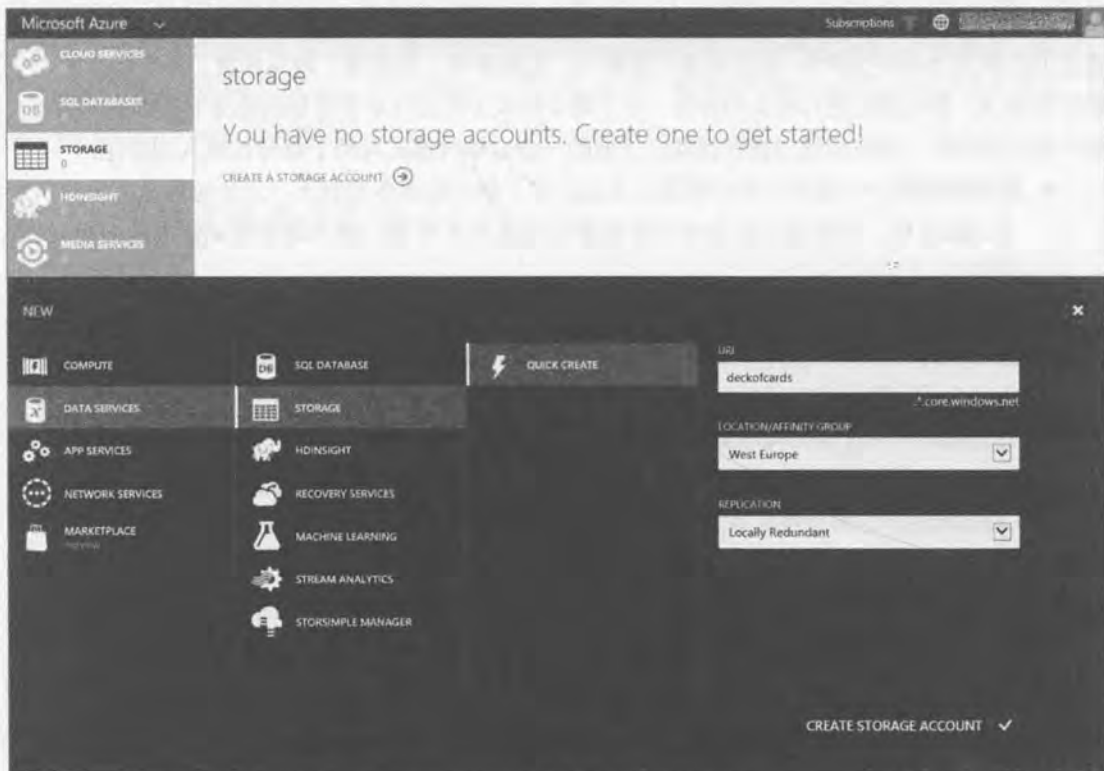 Microsoft Azure
Subscriptions
CLOUD SERVICES
SQL DATABASES
STORAGE
0
HDINSIGHT
MEDIA SERVICES
storage
You have no storage accounts. Create one to get started!
CREATE A STORAGE ACCOUNT
NEW
COMPUTE
DATA SERVICES
APP SERVICES
NETWORK SERVICES
MARKETPLACE
PREVIEW
SQL DATABASE
STORAGE
HDINSIGHT
RECOVERY SERVICES
MACHINE LEARNING
STREAM ANALYTICS
STORSIMPLE MANAGER
QUICK CREATE
URL
deckofcards
.*.core.windows.net
LOCATION/AFFINITY GROUP
West Europe
REPLICATION
Locally Redundant
CREATE STORAGE ACCOUNT